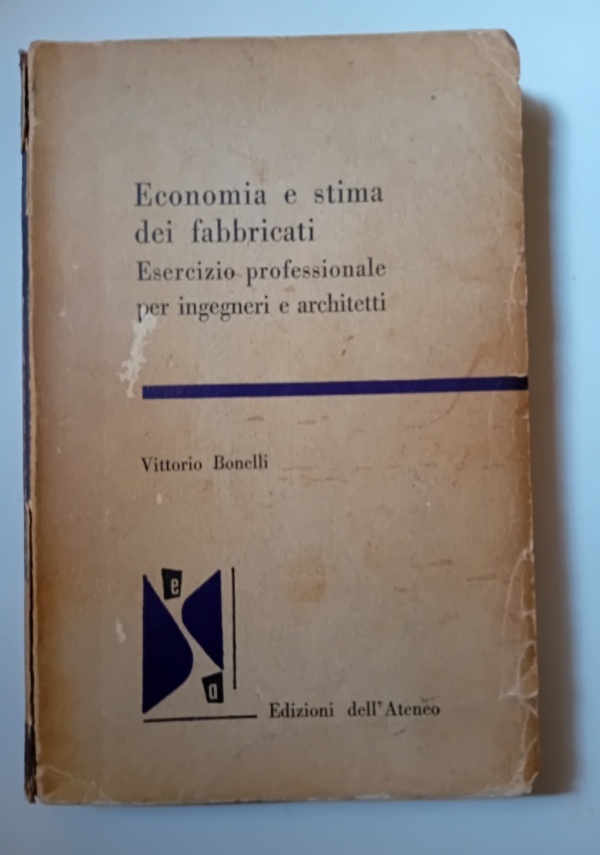 Economia e stima
dei fabbricati
Esercizio professionale
per ingegneri e architetti
Vittorio Bonelli
e
a
Edizioni dell'Ateneo